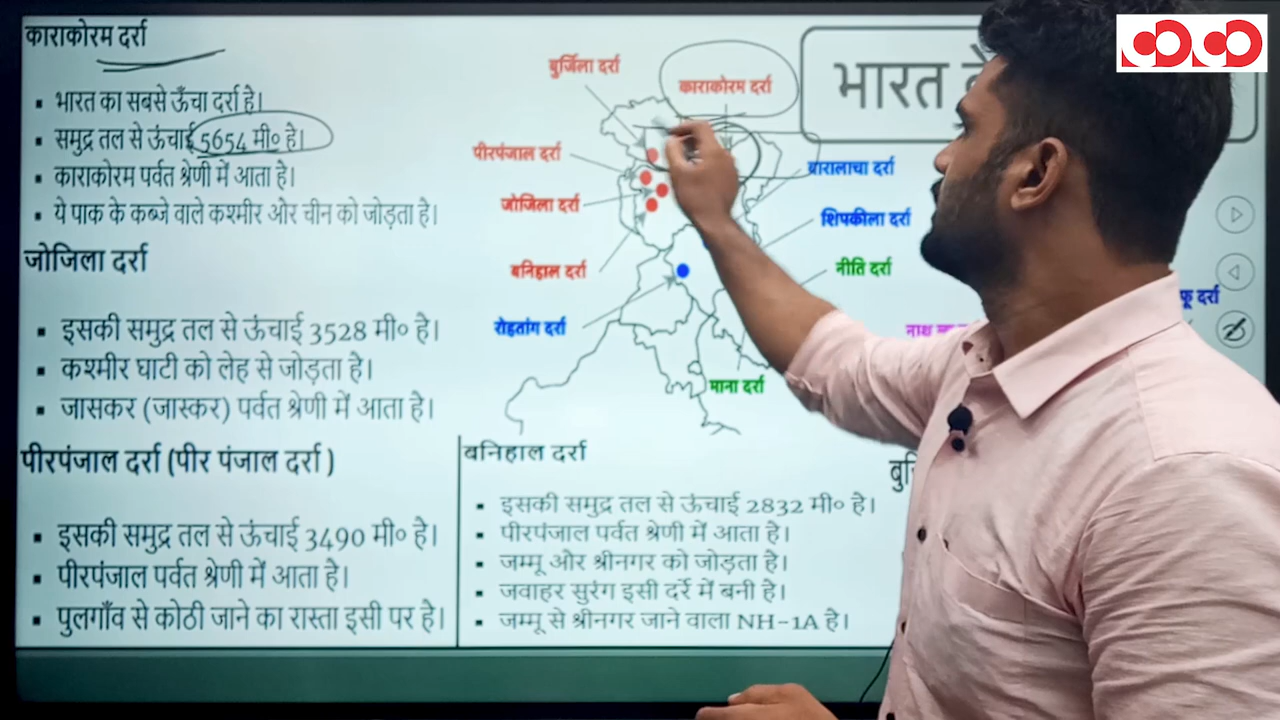 काराकोरम दर्रा
भारत का सबसे ऊँचा दर्रा है।
समुद्र तल से ऊंचाई 5654 मी० है।
काराकोरम पर्वत श्रेणी में आता है।
ये पाक के कब्जे वाले कश्मीर ओर चीन को जोड़ता है।
जोजिला दर्रा
इसकी समुद्र तल से ऊंचाई 3528 मी० है।
कश्मीर घाटी को लेह से जोड़ता है।
जासकर (जास्कर) पर्वत श्रेणी में आता है।
पीरपंजाल दर्रा (पीर पंजाल दर्रा )
इसकी समुद्र तल से ऊंचाई 3490 मी० है।
पीरपंजाल पर्वत श्रेणी में आता है।
पुलगाँव से कोठी जाने का रास्ता इसी पर है।
भारत
बुर्जिला दर्रा
काराकोरम दर्रा
पीरपंजाल दर्रा
बारालाचा दर्रा
जोजिला दर्रा
शिपकीला दर्रा
बनिहाल दर्रा
नीति दर्रा
रोहतांग दर्रा
दर्रा
माना दर्रा
बनिहाल दर्रा
इसकी समुद्र तल से ऊंचाई 2832 मी० है।
पीरपंजाल पर्वत श्रेणी में आता है।
जम्मू और श्रीनगर को जोड़ता है।
जवाहर सुरंग इसी दर्रे में बनी है।
जम्मू से श्रीनगर जाने वाला NH-1A है।